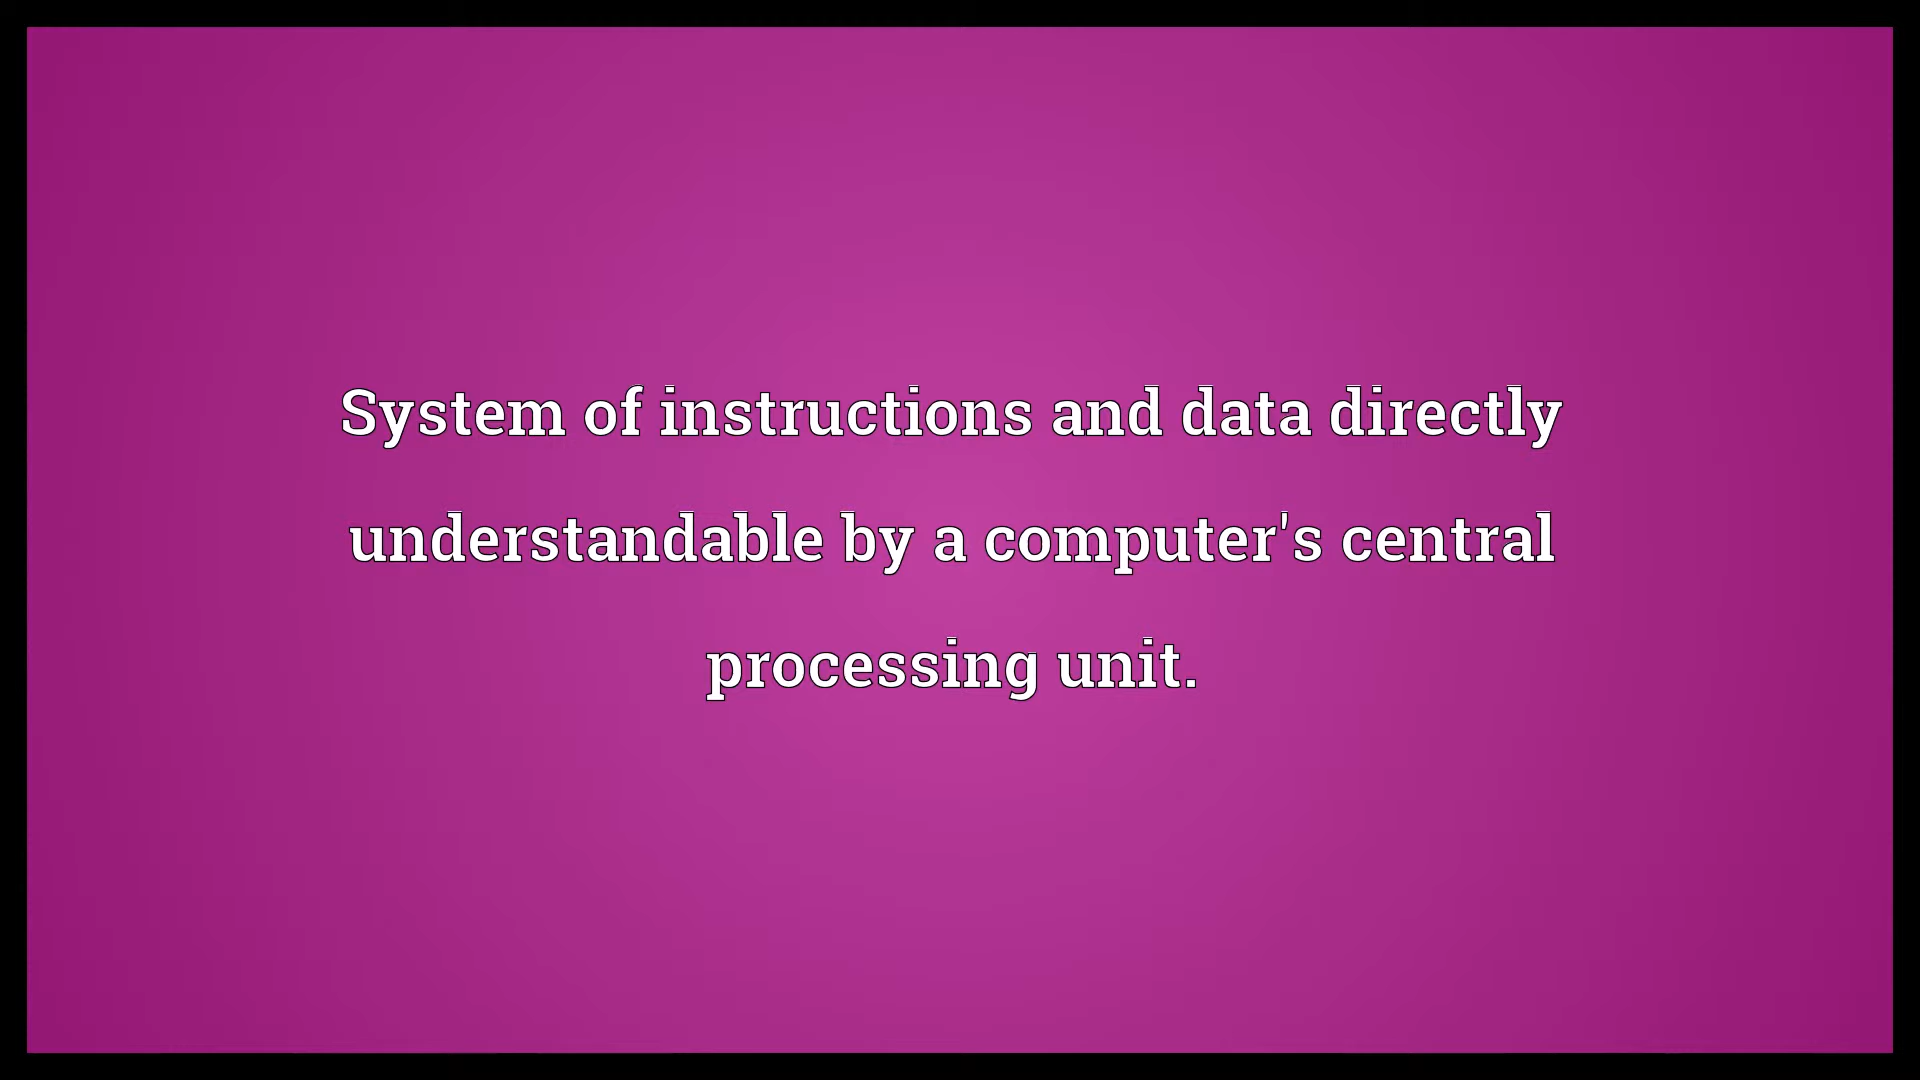 System of instructions and data directly
understandable by a computer's central
processing unit.